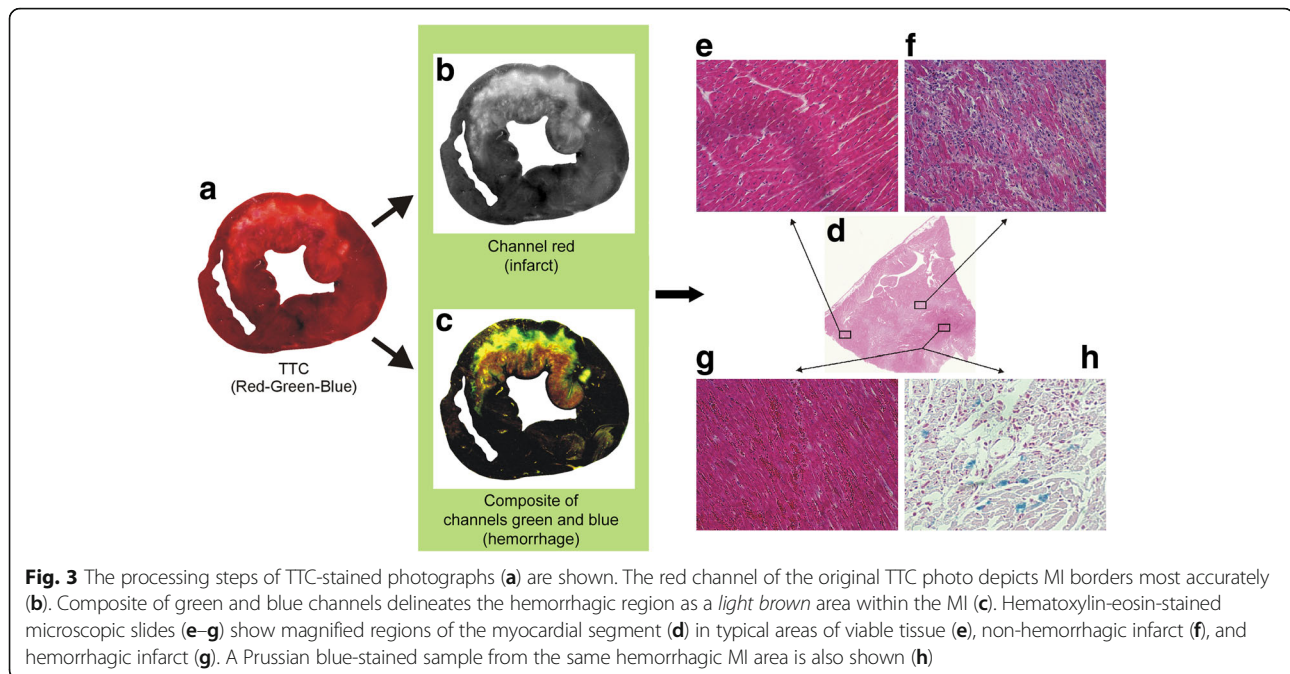 a
TTC
(Red-Green-Blue)
b
Channel red
(infarct)
c
Composite of
channels green and blue
(hemorrhage)
e
f
d
g
h
Fig. 3 The processing steps of TTC-stained photographs (a) are shown. The red channel of the original TTC photo depicts MI borders most accurately
(b). Composite of green and blue channels delineates the hemorrhagic region as a light brown area within the MI (c). Hematoxylin-eosin-stained
microscopic slides (e–g) show magnified regions of the myocardial segment (d) in typical areas of viable tissue (e), non-hemorrhagic infarct (f), and
hemorrhagic infarct (g). A Prussian blue-stained sample from the same hemorrhagic MI area is also shown (h)